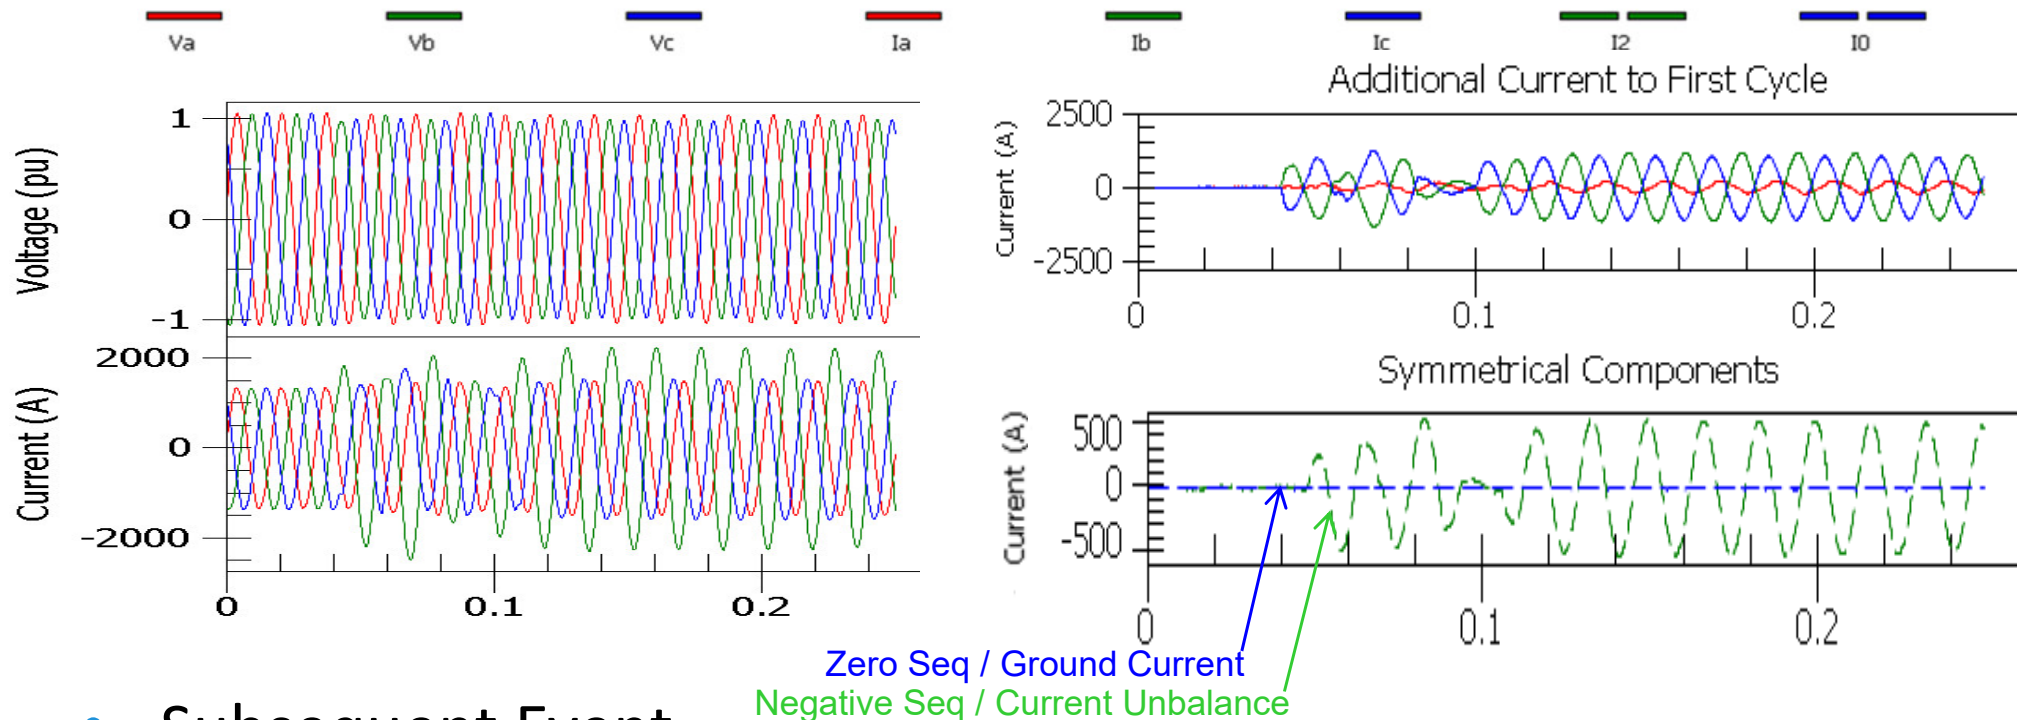 Va Vb Vc Ia Ib Ic I2 I0
Additional Current to First Cycle
Voltage (pu)
1
0
-1
Current (A)
2000
0
-2000
0 0.1 0.2
Current (A)
2500
0
-2500
0 0.1 0.2
Symmetrical Components
Current (A)
500
0
-500
0 0.1 0.2
Zero Seq / Ground Current
Negative Seq / Current Unbalance
Subsequent Event